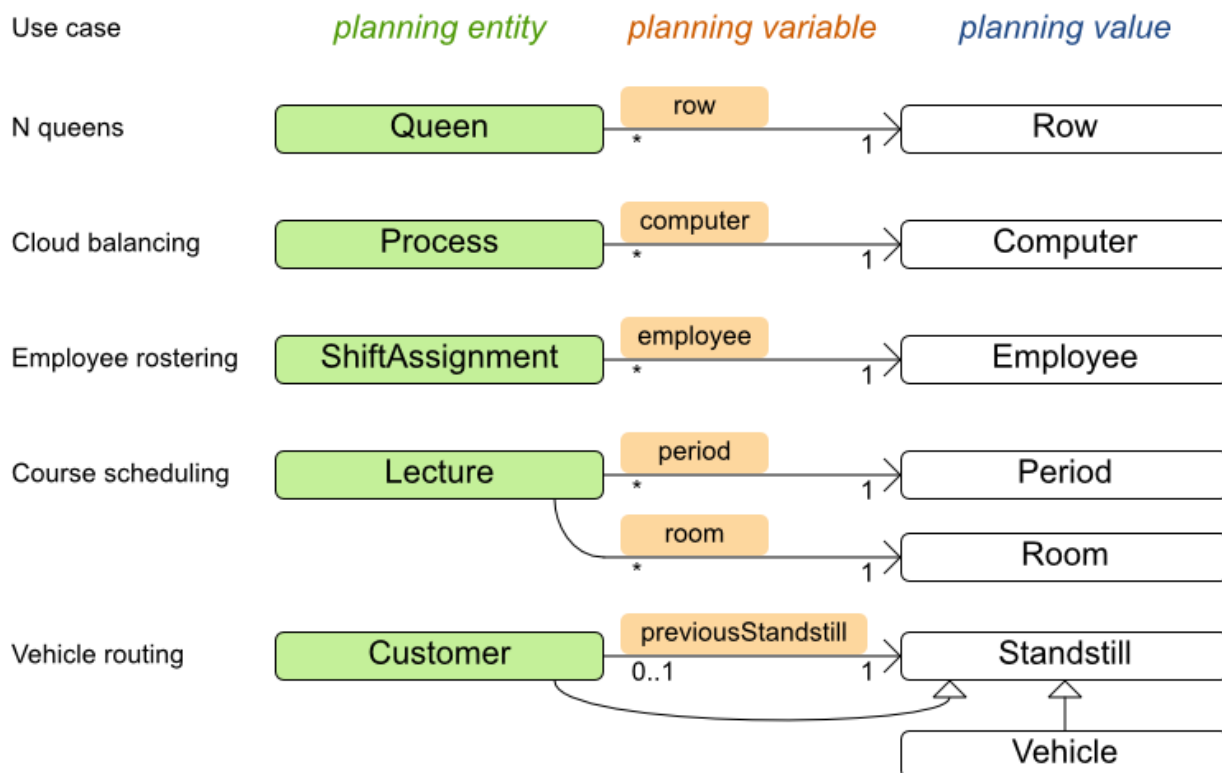 Use case planning entity planning variable planning value
row
N queens Queen Row
* 1
computer
Cloud balancing Process Computer
* 1
employee
Employee rostering ShiftAssignment Employee
* 1
period
Course scheduling Lecture Period
* 1
room
Room
* 1
previousStandstill
Vehicle routing Customer Standstill
0..1 1
Vehicle